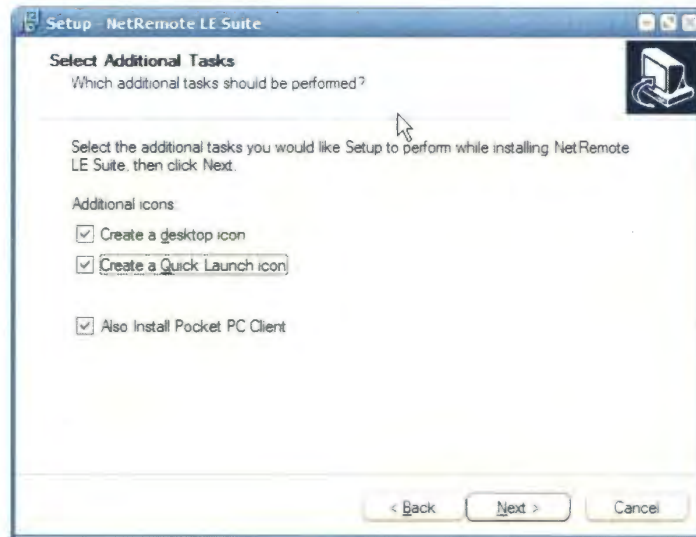 Setup - NetRemote LE Suite
Select Additional Tasks
Which additional tasks should be performed?
Select the additional tasks you would like Setup to perform while installing NetRemote
LE Suite, then click Next.
Additional icons:
Create a desktop icon
Create a Quick Launch icon
Also Install Pocket PC Client
< Back
Next >
Cancel